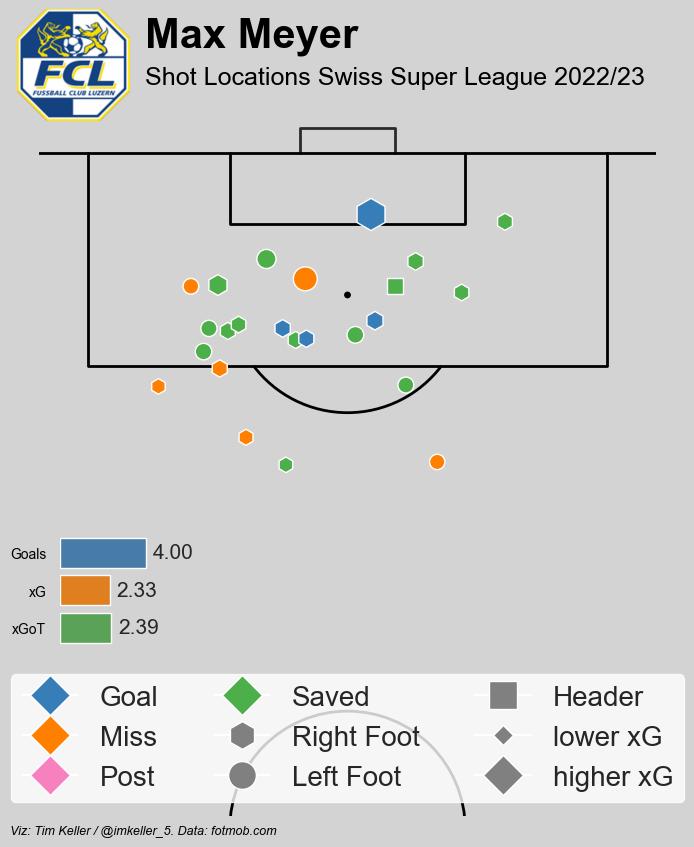 Max Meyer
Shot Locations Swiss Super League 2022/23
FCL
FUSSBALL CLUB LUZERN
Goals 4.00
xG 2.33
xGoT 2.39
Goal Saved Header
Miss Right Foot lower xG
Post Left Foot higher xG
Viz: Tim Keller / @imkeller_5. Data: fotmob.com